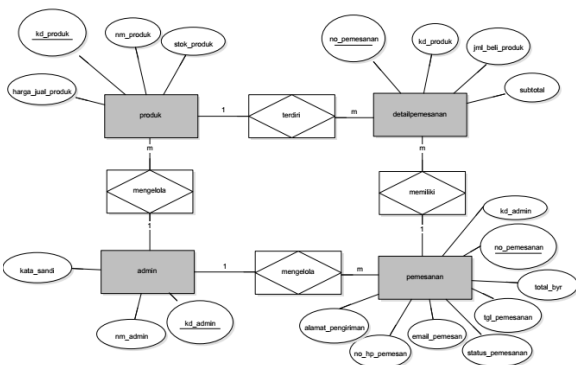 kd_produk
nm_produk
stok_produk
harga_jual_produk
produk
1
terdiri
m
no_pemesanan
kd_produk
jml_beli_produk
subtotal
detailpemesanan
m
mengelola
1
m
memiliki
1
kata_sandi
admin
nm_admin
kd_admin
1
mengelola
m
pemesanan
kd_admin
no_pemesanan
total_byr
tgl_pemesanan
status_pemesanan
email_pemesan
no_hp_pemesan
alamat_pengiriman